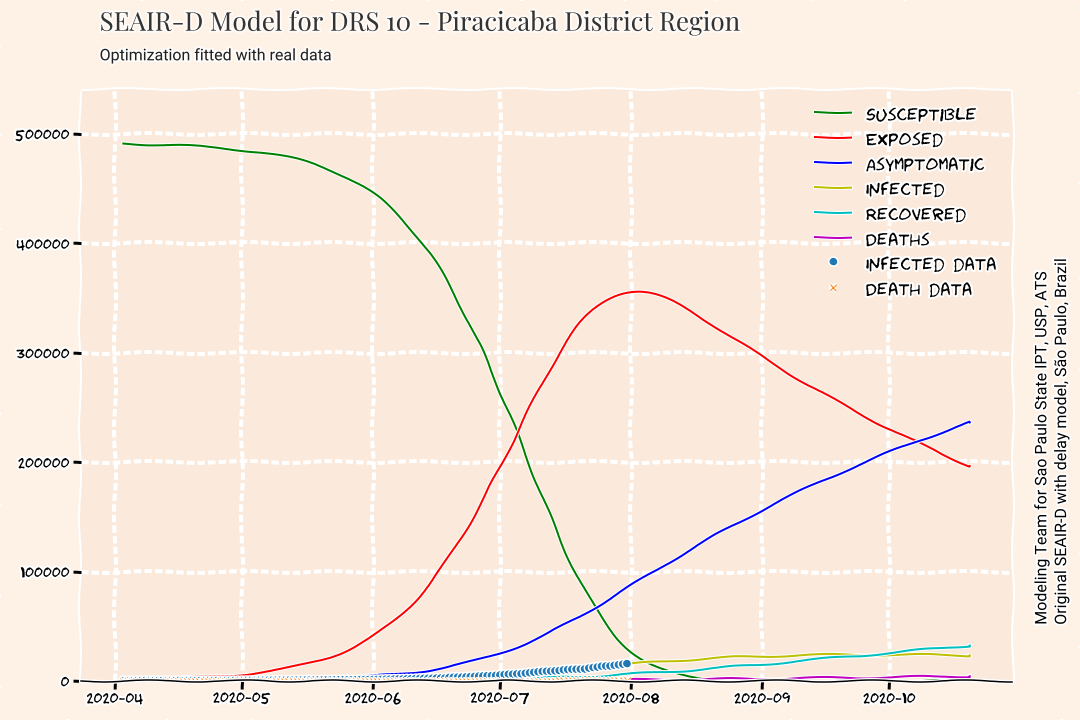 SEAIR-D Model for DRS 10 - Piracicaba District Region
Optimization fitted with real data
SUSCEPTIBLE
EXPOSED
ASYMPTOMATIC
INFECTED
RECOVERED
DEATHS
INFECTED DATA
DEATH DATA
500000
400000
300000
200000
100000
0
2020-04 2020-05 2020-06 2020-07 2020-08 2020-09 2020-10
Modeling Team for Sao Paulo State IPT, USP, ATS
Original SEAIR-D with delay model, São Paulo, Brazil